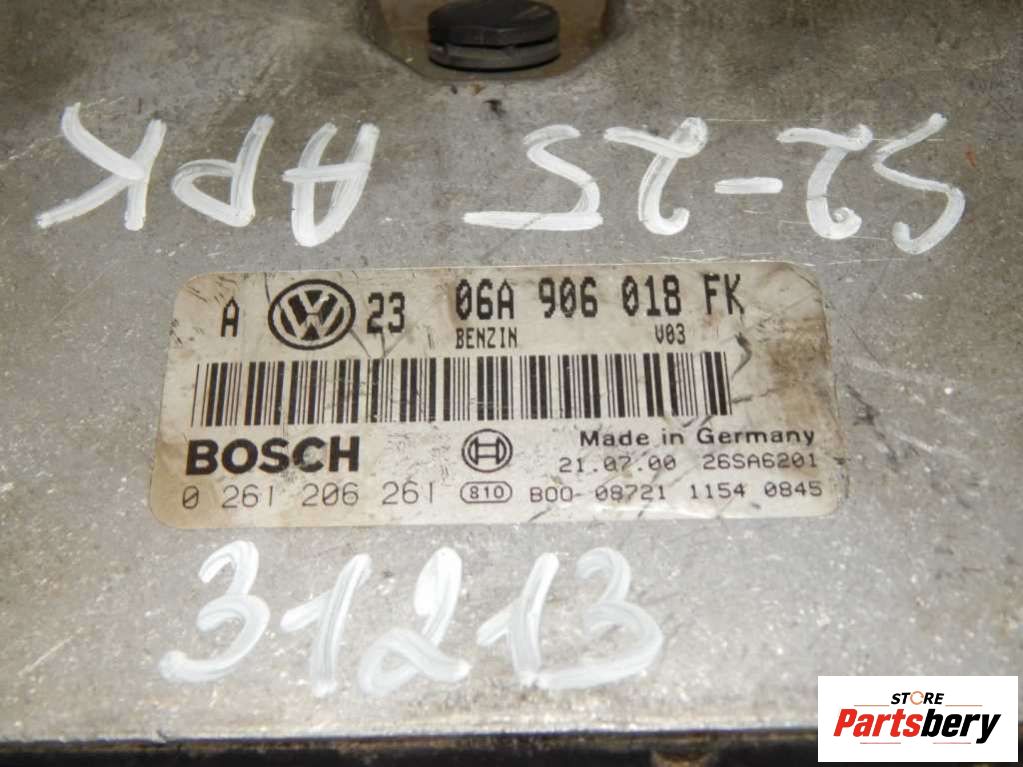 52-25 APK
A 23 06A 906 018 FK
BENZIN V03
BOSCH Made in Germany
21.07.00 26SA6201
0 261 206 261 810 B00-08721 1154 0845
31213
STORE
Partsbery